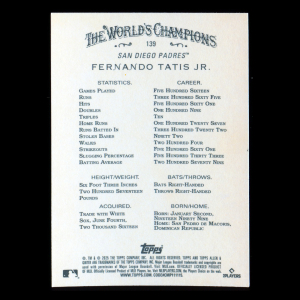 THE WORLD'S CHAMPIONS
139
SAN DIEGO PADRES™
FERNANDO TATIS JR.
STATISTICS. CAREER.
Games Played Five Hundred Sixteen
Runs Three Hundred Sixty Five
Hits Five Hundred Sixty One
Doubles One Hundred Nine
Triples Ten
Home Runs One Hundred Twenty Seven
Runs Batted In Three Hundred Twenty Two
Stolen Bases Ninety Two
Walks Two Hundred Four
Strikeouts Five Hundred Sixty One
Slugging Percentage Five Hundred Thirty Three
Batting Average Two Hundred Seventy Nine
HEIGHT/WEIGHT. BATS/THROWS.
Six Foot Three Inches Bats Right-Handed
Two Hundred Seventeen Throws Right-Handed
Pounds
ACQUIRED. BORN/HOME.
Trade with White Born: January Second,
Sox, June Fourth, Nineteen Ninety Nine
Two Thousand Sixteen Home: San Pedro de Macoris,
Dominican Republic
Topps